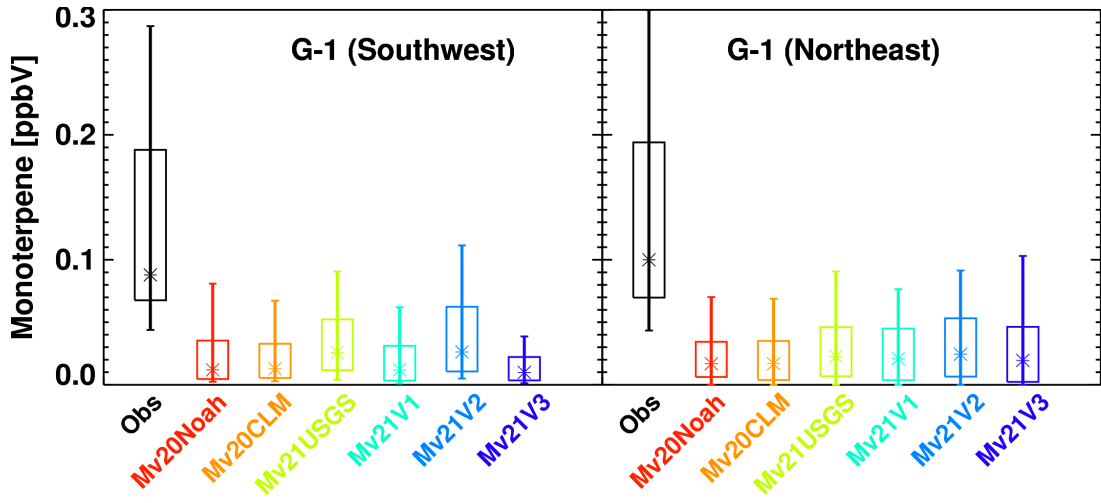 Monoterpene [ppbV]
0.3
0.2
0.1
0.0
G-1 (Southwest)
G-1 (Northeast)
Obs
Mv20Noah
Mv20CLM
Mv21USGS
Mv21V1
Mv21V2
Mv21V3
Obs
Mv20Noah
Mv20CLM
Mv21USGS
Mv21V1
Mv21V2
Mv21V3